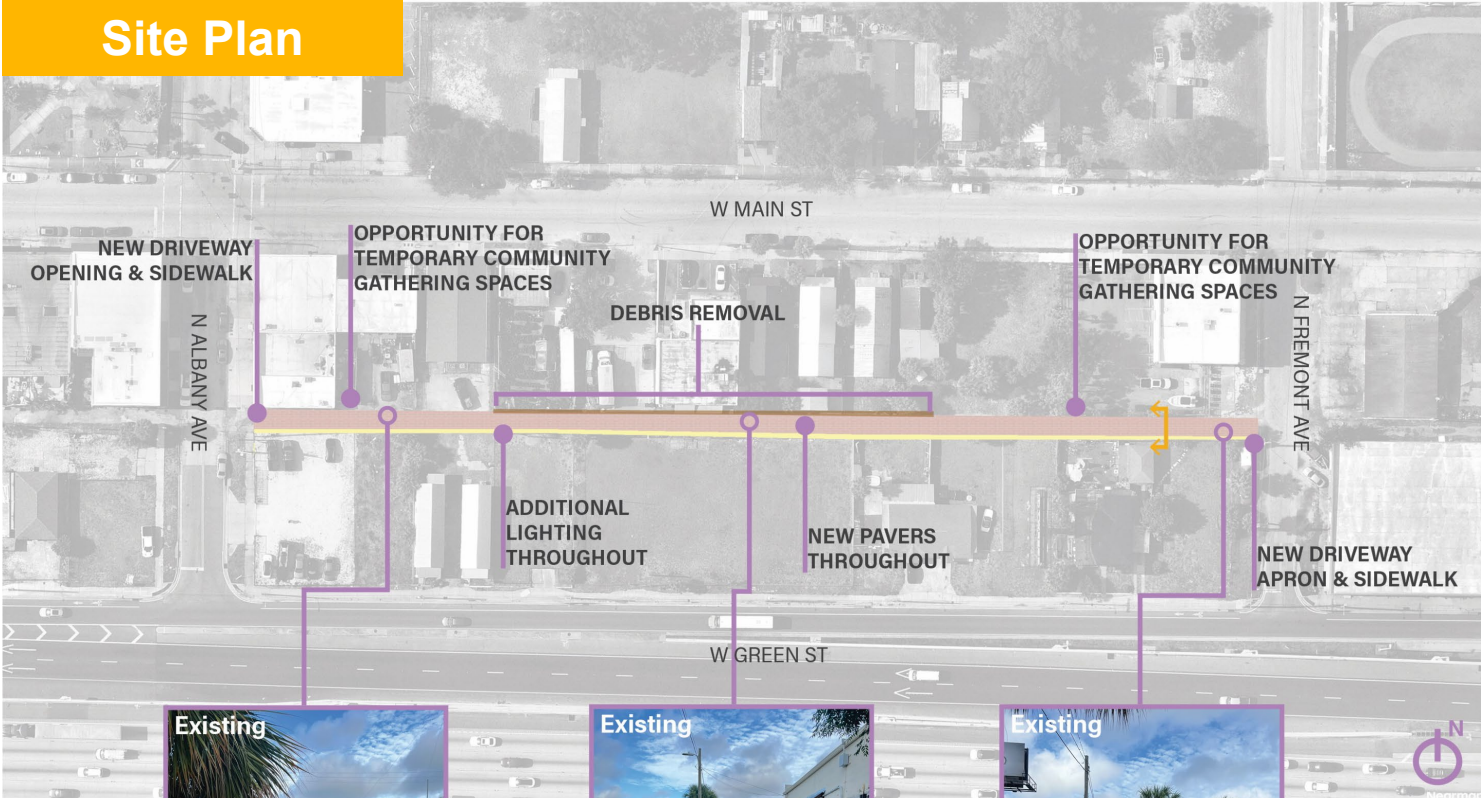 Site Plan
W MAIN ST
NEW DRIVEWAY
OPENING & SIDEWALK
OPPORTUNITY FOR
TEMPORARY COMMUNITY
GATHERING SPACES
DEBRIS REMOVAL
OPPORTUNITY FOR
TEMPORARY COMMUNITY
GATHERING SPACES
N ALBANY AVE
N FREMONT AVE
ADDITIONAL
LIGHTING
THROUGHOUT
NEW PAVERS
THROUGHOUT
NEW DRIVEWAY
APRON & SIDEWALK
W GREEN ST
Existing
Existing
Existing
N